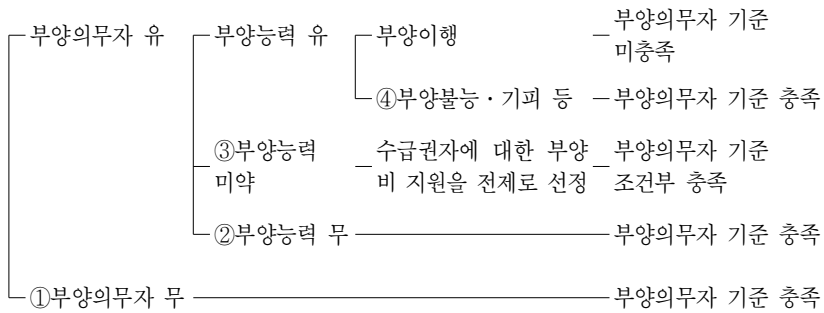 부양의무자 유 부양능력 유 부양이행 부양의무자 기준
미충족
④부양불능·기피 등 부양의무자 기준 충족
③부양능력 수급권자에 대한 부양 부양의무자 기준
미약 비 지원을 전제로 선정 조건부 충족
②부양능력 무 부양의무자 기준 충족
①부양의무자 무 부양의무자 기준 충족